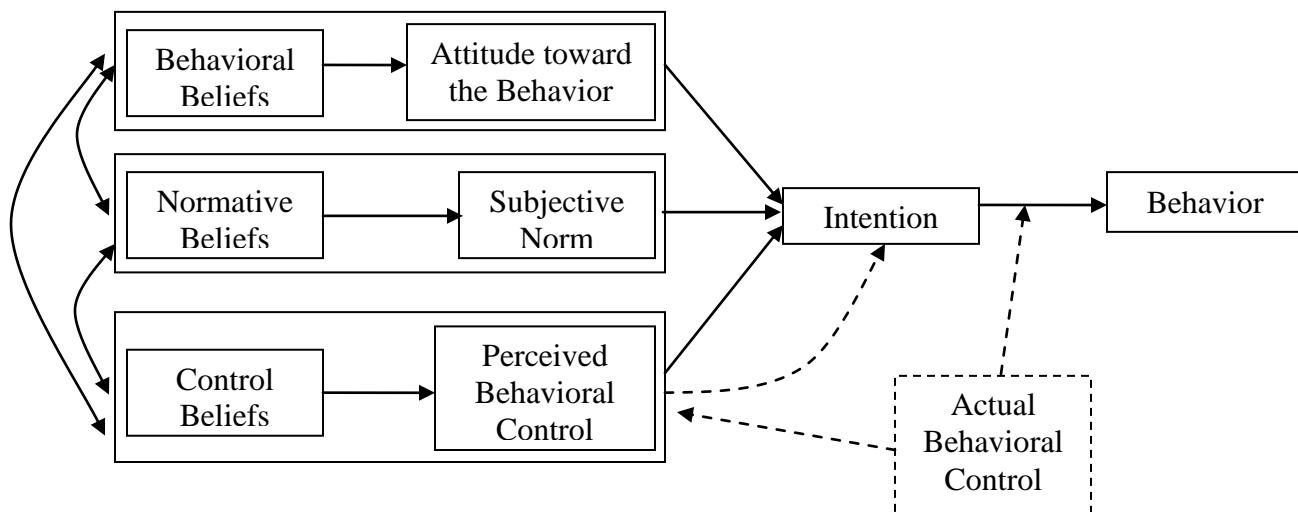 Behavioral
Beliefs
Attitude toward
the Behavior
Normative
Beliefs
Subjective
Norm
Intention
Behavior
Control
Beliefs
Perceived
Behavioral
Control
Actual
Behavioral
Control